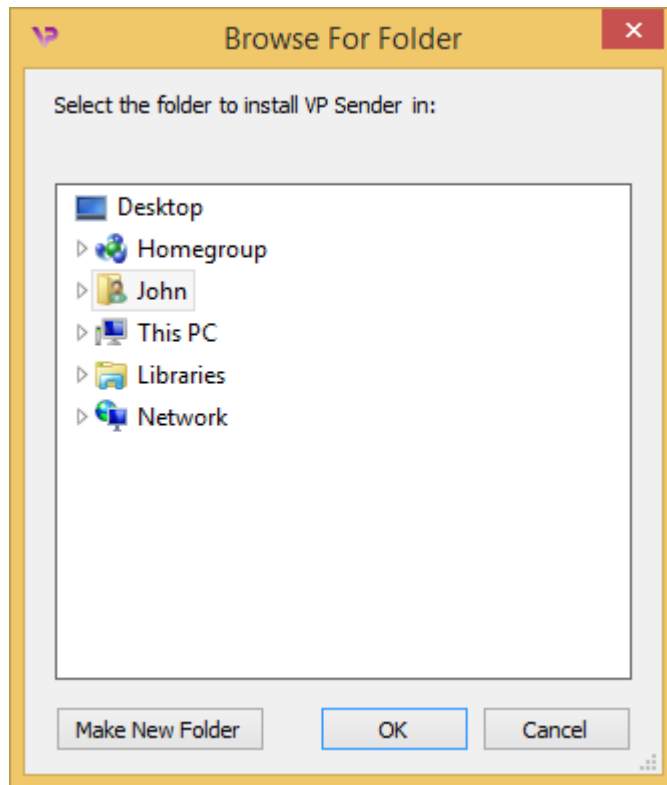 VP Browse For Folder
Select the folder to install VP Sender in:
Desktop
Homegroup
John
This PC
Libraries
Network
Make New Folder OK Cancel